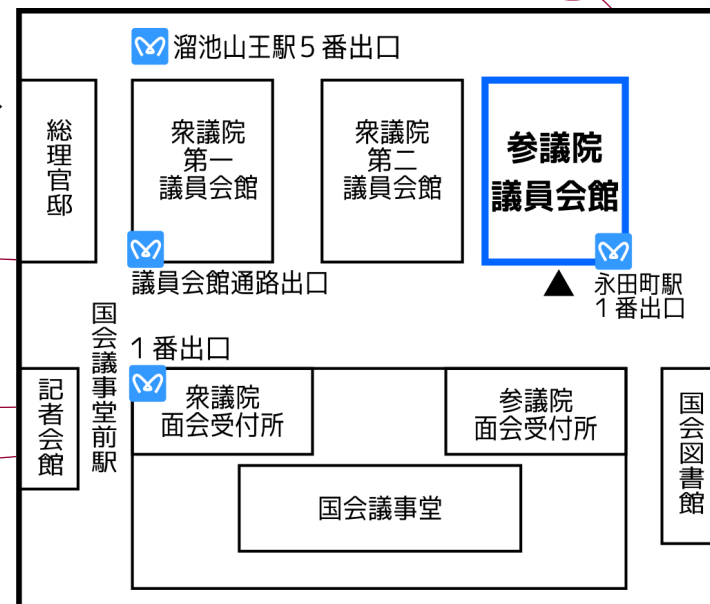 溜池山王駅５番出口
総理官邸
衆議院
第一
議員会館
衆議院
第二
議員会館
参議院
議員会館
議員会館通路出口
永田町駅
１番出口
国会議事堂前駅
１番出口
記者会館
衆議院
面会受付所
参議院
面会受付所
国会図書館
国会議事堂